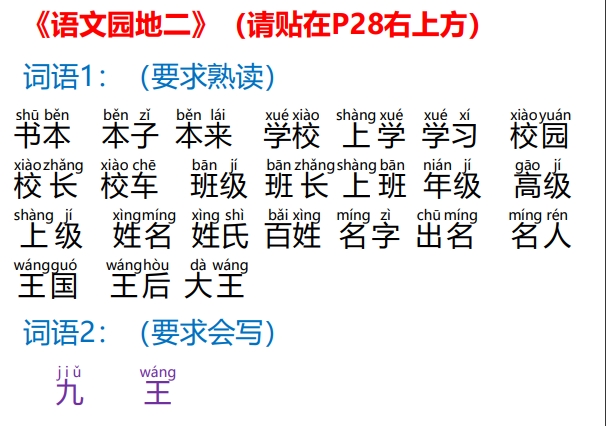 《语文园地二》（请贴在P28右上方）
词语1：（要求熟读）
shū běn běn zǐ běn lái xué xiào shàng xué xué xí xiào yuán
书本 本子 本来 学校 上学 学习 校园
xiào zhǎng xiào chē bān jí bān zhǎng shàng bān nián jí gāo jí
校长 校车 班级 班长 上班 年级 高级
shàng jí xìng míng xìng shì bǎi xìng míng zì chū míng míng rén
上级 姓名 姓氏 百姓 名字 出名 名人
wáng guó wáng hòu dà wáng
王国 王后 大王
词语2：（要求会写）
jiǔ wáng
九 王